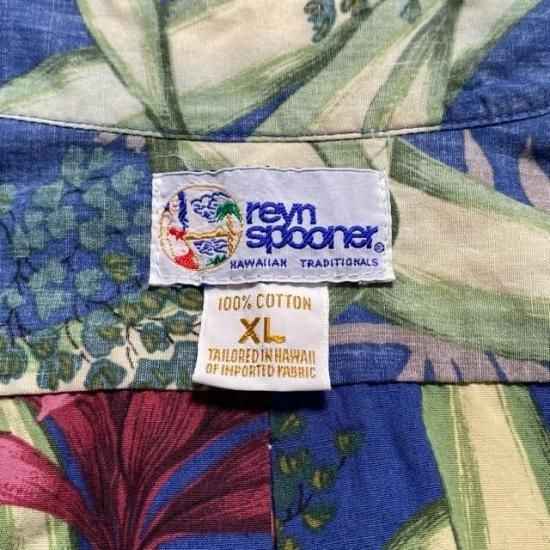 reyn
spooner®
HAWAIIAN TRADITIONALS
100% COTTON
XL
TAILORED IN HAWAII
OF IMPORTED FABRIC